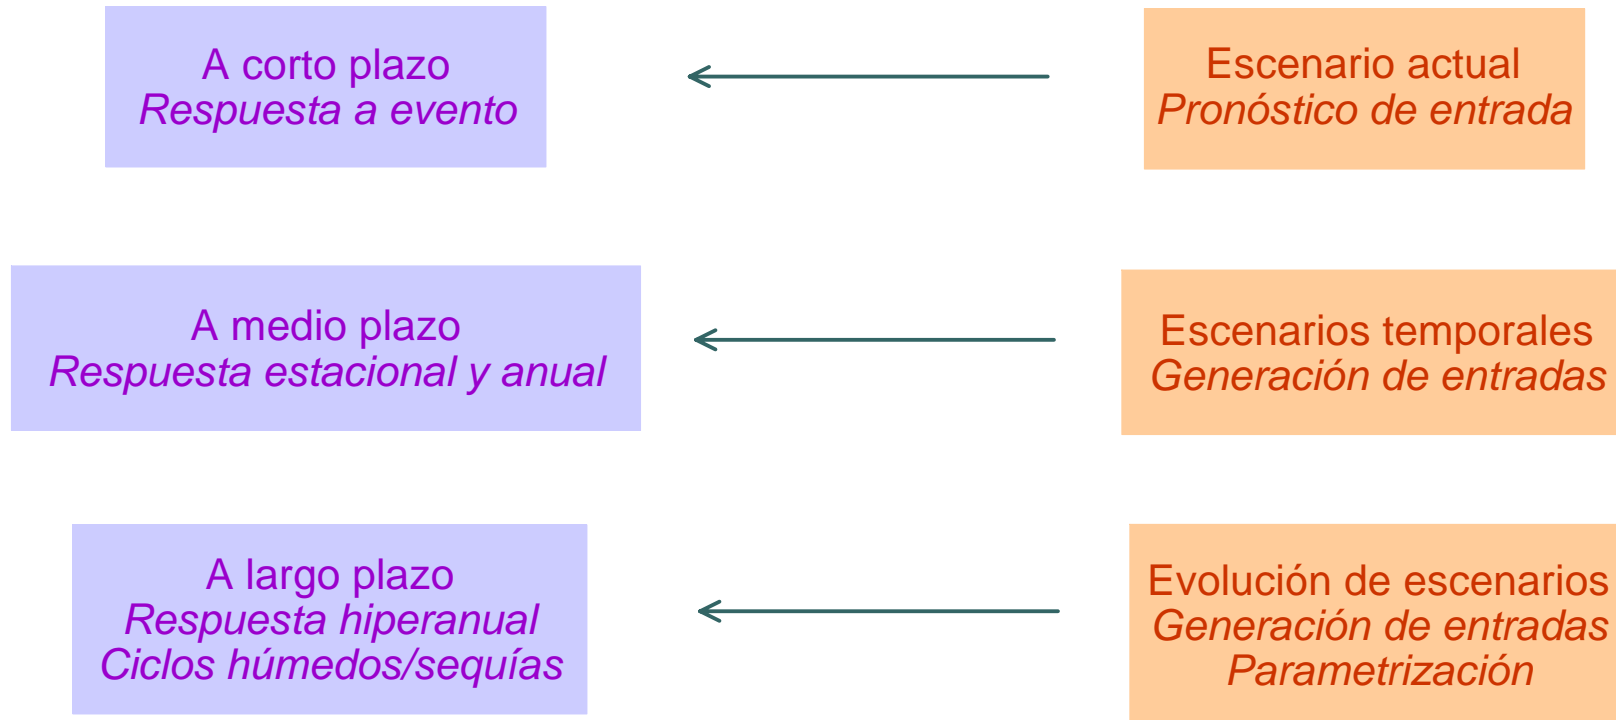 A corto plazo
Respuesta a evento
Escenario actual
Pronóstico de entrada
A medio plazo
Respuesta estacional y anual
Escenarios temporales
Generación de entradas
A largo plazo
Respuesta hiperanual
Ciclos húmedos/sequías
Evolución de escenarios
Generación de entradas
Parametrización